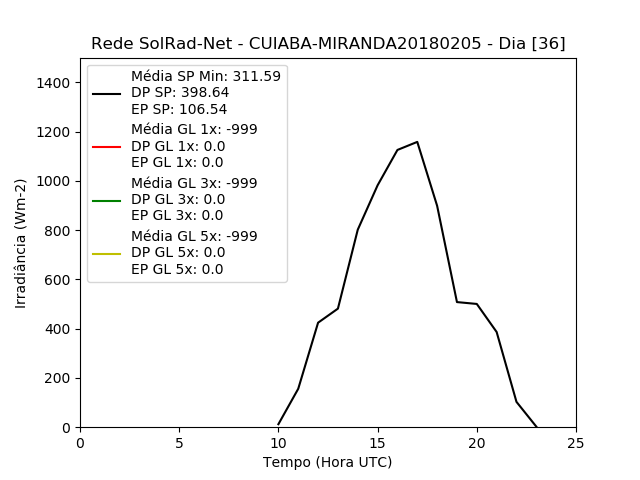 Rede SolRad-Net - CUIABA-MIRANDA20180205 - Dia [36]
Média SP Min: 311.59
DP SP: 398.64
EP SP: 106.54
Média GL 1x: -999
DP GL 1x: 0.0
EP GL 1x: 0.0
Média GL 3x: -999
DP GL 3x: 0.0
EP GL 3x: 0.0
Média GL 5x: -999
DP GL 5x: 0.0
EP GL 5x: 0.0
Irradiância (Wm-2)
1400
1200
1000
800
600
400
200
0
0 5 10 15 20 25
Tempo (Hora UTC)